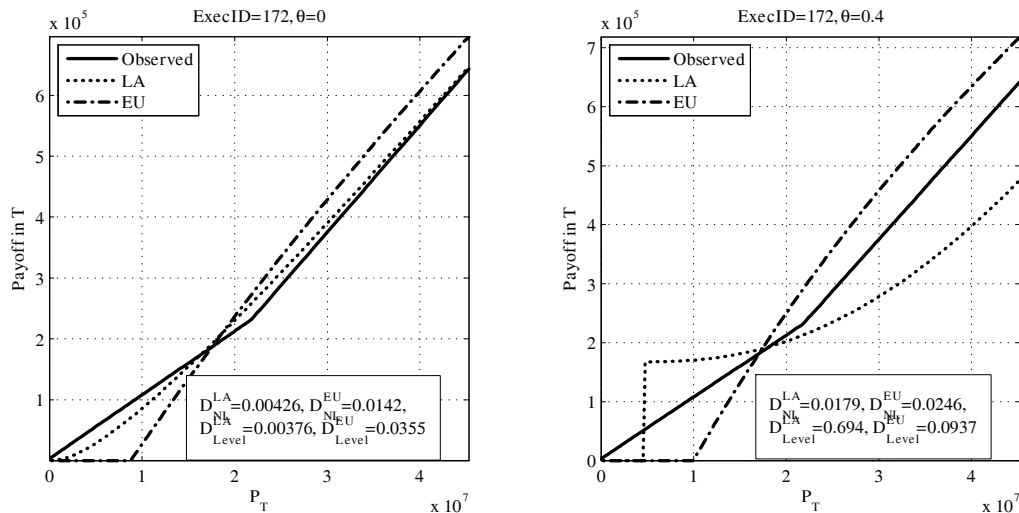 ExecID=172, θ=0
x 10^5
Observed
LA
EU
6
5
4
3
2
1
Payoff in T
D^LA_NL=0.00426, D^EU_NL=0.0142,
D^LA_Level=0.00376, D^EU_Level=0.0355
0 1 2 3 4
P_T
x 10^7
ExecID=172, θ=0.4
x 10^5
Observed
LA
EU
7
6
5
4
3
2
1
0
Payoff in T
D^LA_NL=0.0179, D^EU_NL=0.0246,
D^LA_Level=0.694, D^EU_Level=0.0937
0 1 2 3 4
P_T
x 10^7